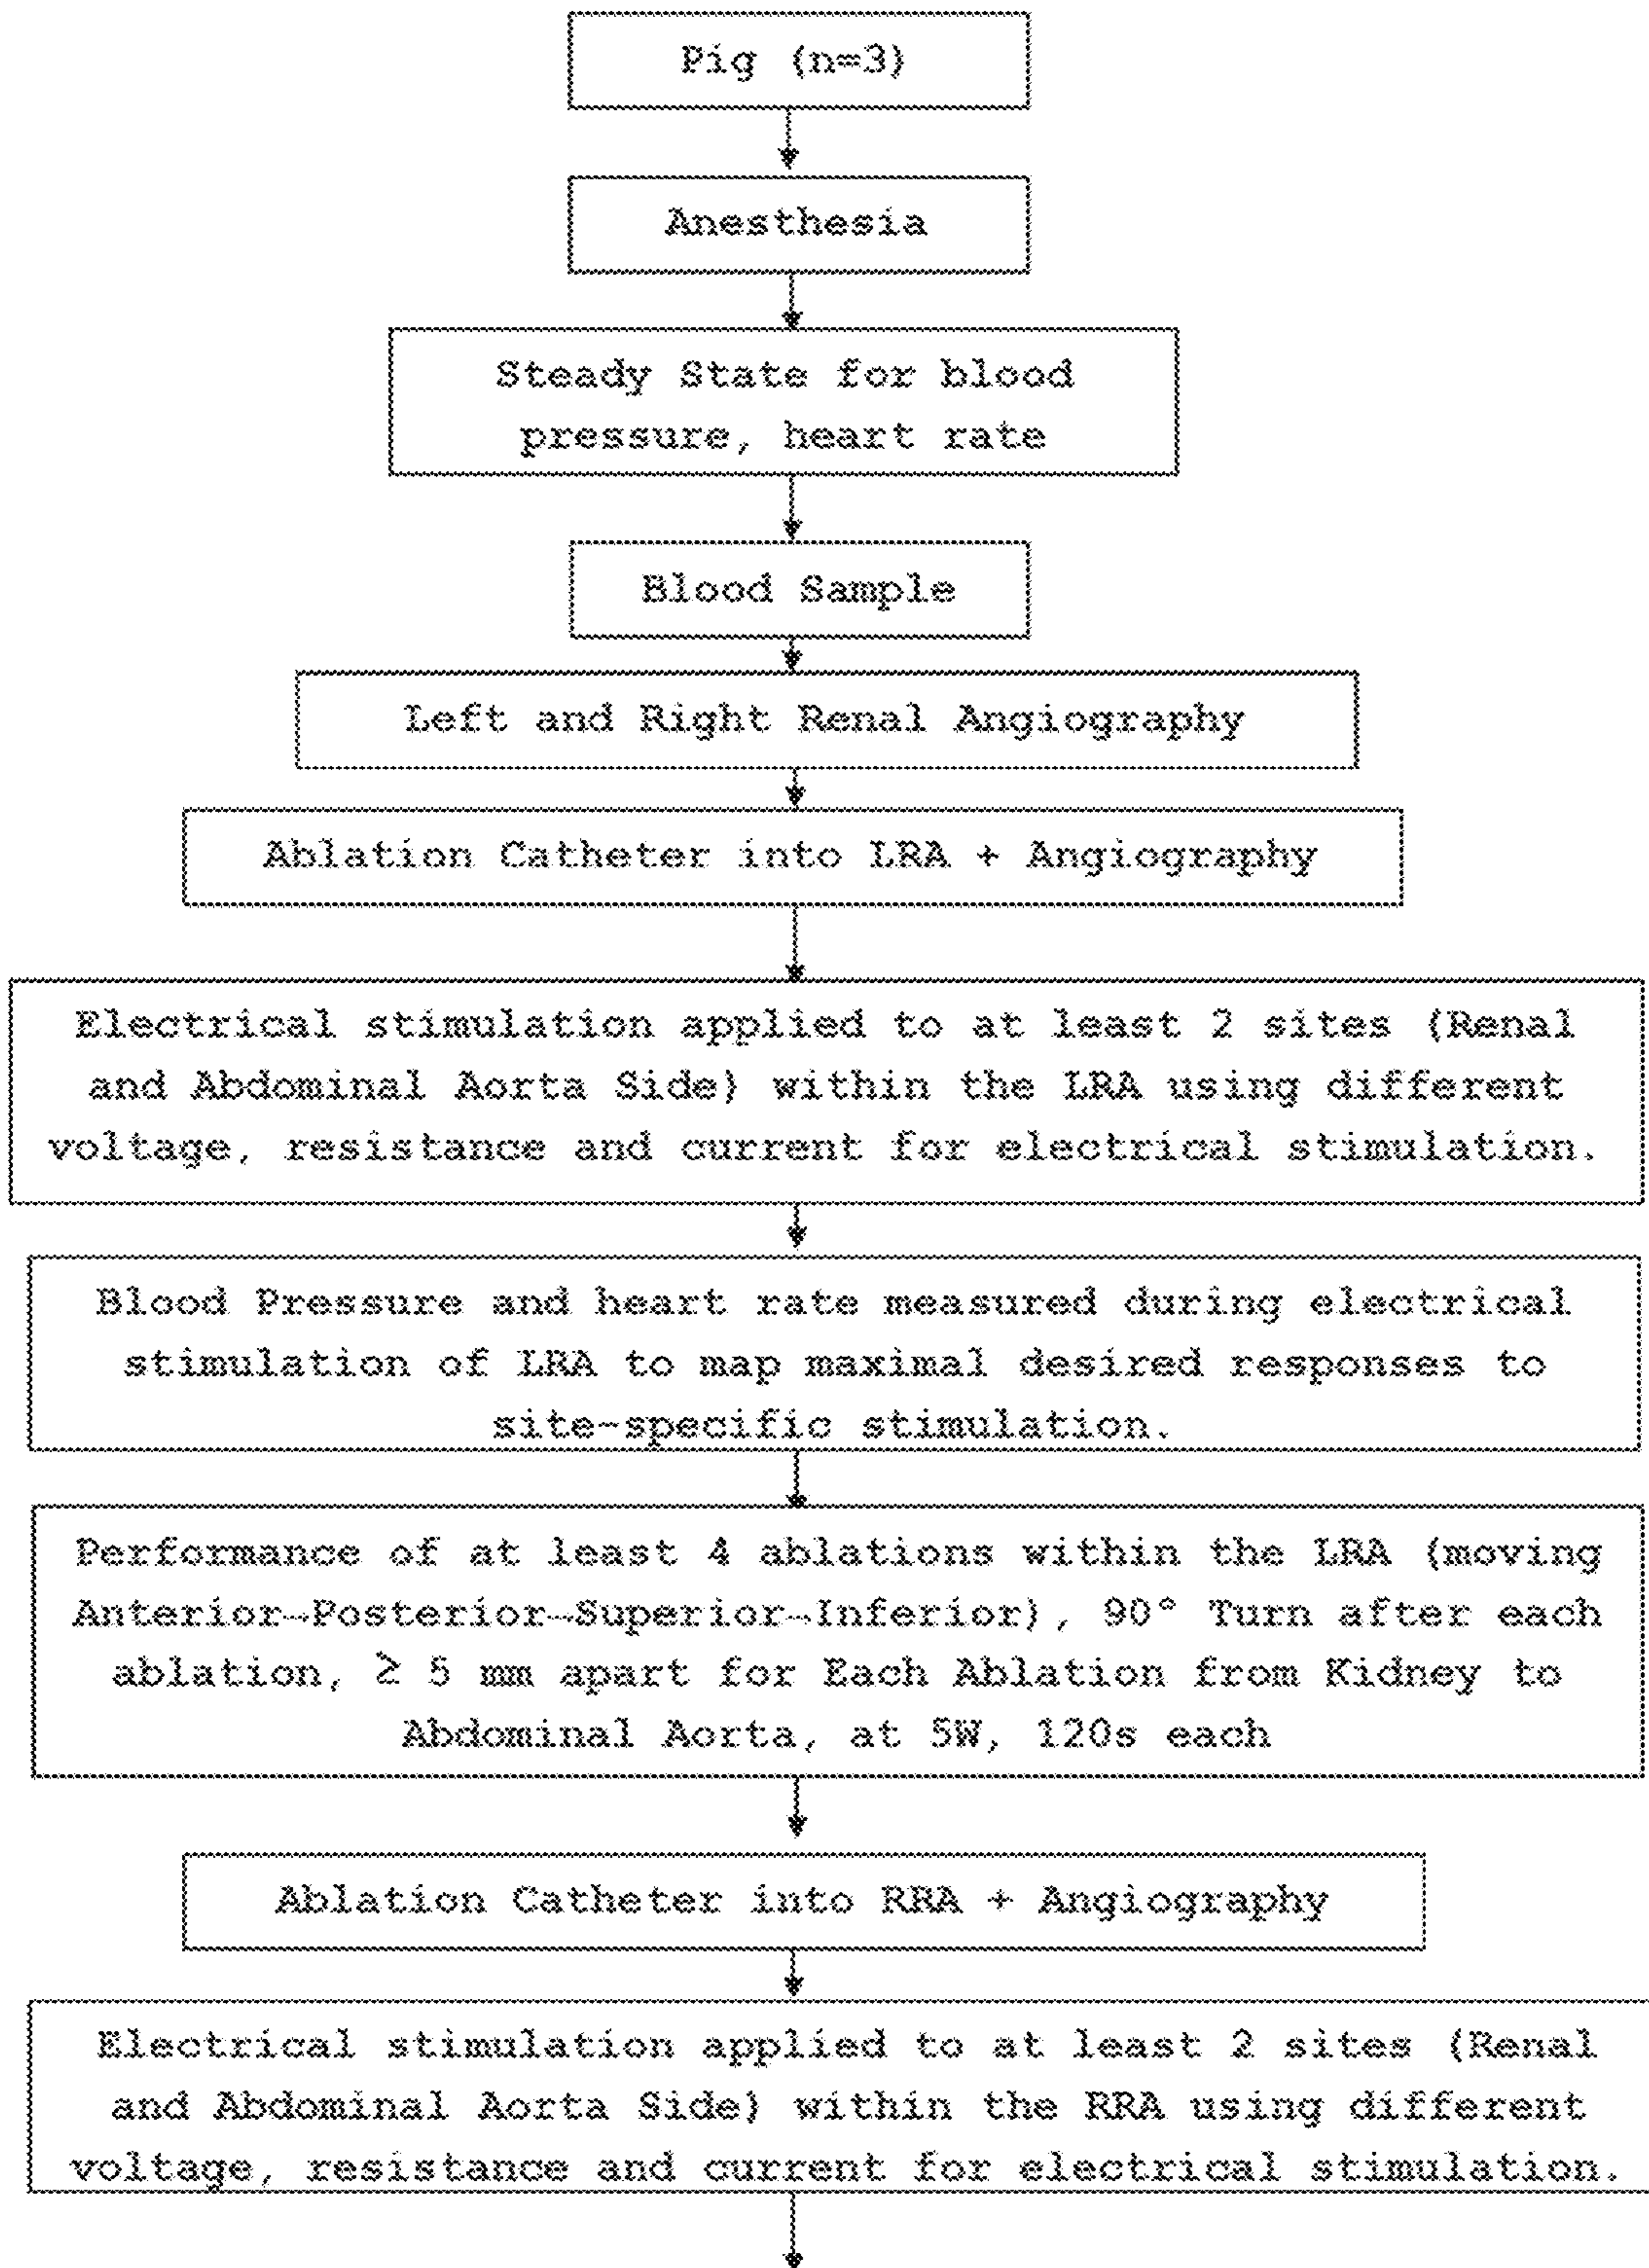 Pig (n=3)
Anesthesia
Steady State for blood
pressure, heart rate
Blood Sample
Left and Right Renal Angiography
Ablation Catheter into LRA + Angiography
Electrical stimulation applied to at least 2 sites (Renal
and Abdominal Aorta Side) within the LRA using different
voltage, resistance and current for electrical stimulation.
Blood Pressure and heart rate measured during electrical
stimulation of LRA to map maximal desired responses to
site-specific stimulation.
Performance of at least 4 ablations within the LRA (moving
Anterior→Posterior→Superior→Inferior), 90° Turn after each
ablation, ≥ 5 mm apart for Each Ablation from Kidney to
Abdominal Aorta, at 5W, 120s each
Ablation Catheter into RRA + Angiography
Electrical stimulation applied to at least 2 sites (Renal
and Abdominal Aorta Side) within the RRA using different
voltage, resistance and current for electrical stimulation.